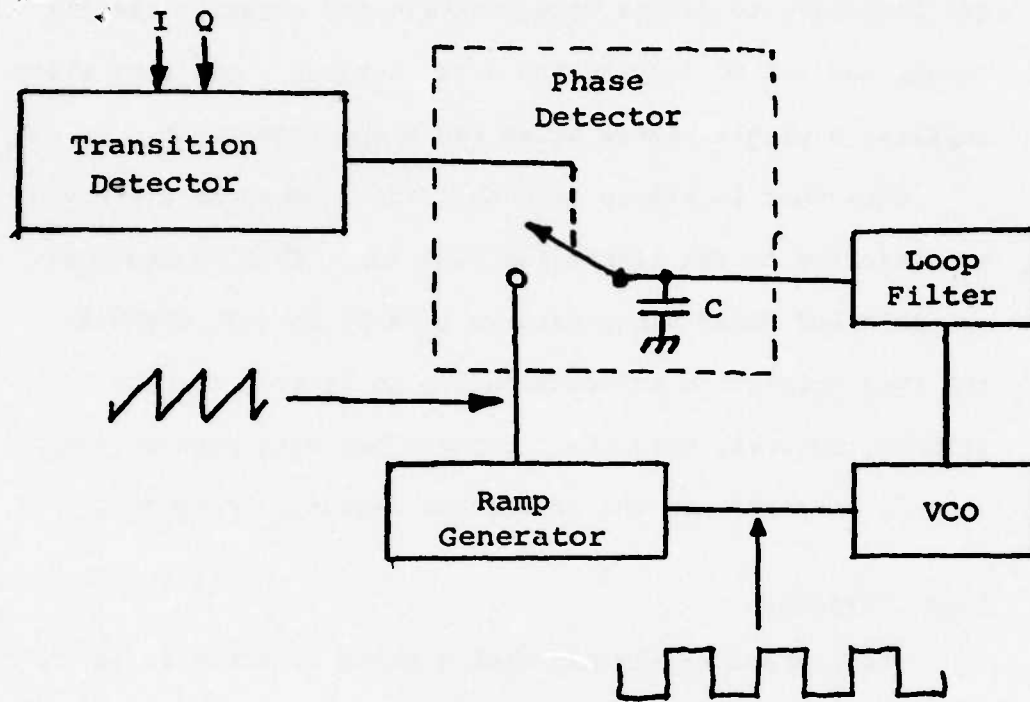 I Q
Transition
Detector
Phase
Detector
C
Loop
Filter
Ramp
Generator
VCO